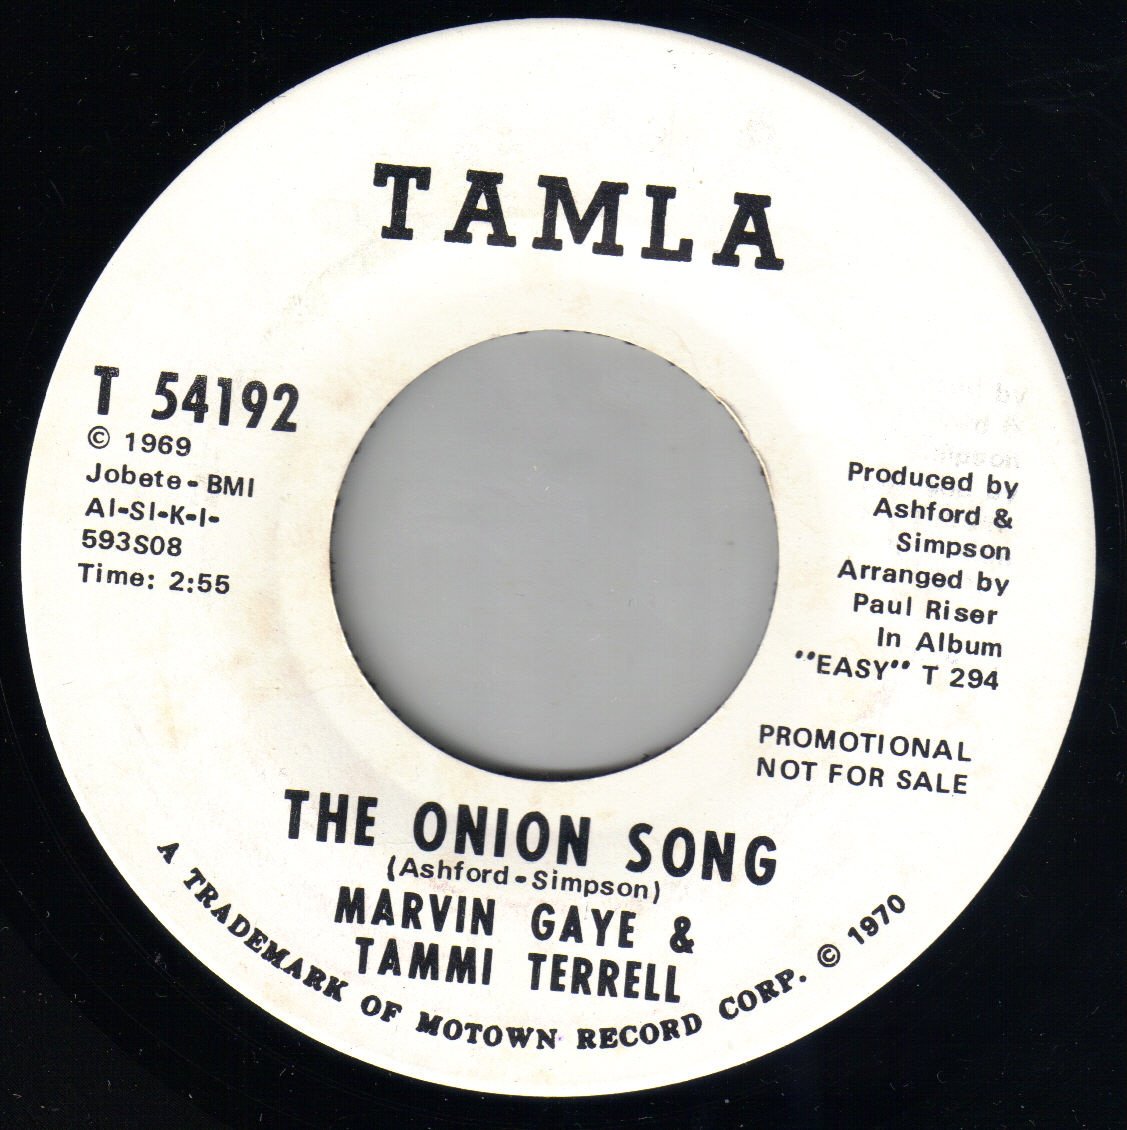 TAMLA
T 54192
© 1969
Jobete-BMI
AI-SI-K-I-
593S08
Time: 2:55
Produced by
Ashford &
Simpson
Arranged by
Paul Riser
In Album
"EASY" T 294
PROMOTIONAL
NOT FOR SALE
THE ONION SONG
(Ashford-Simpson)
MARVIN GAYE &
TAMMI TERRELL
A TRADEMARK OF MOTOWN RECORD CORP. © 1970